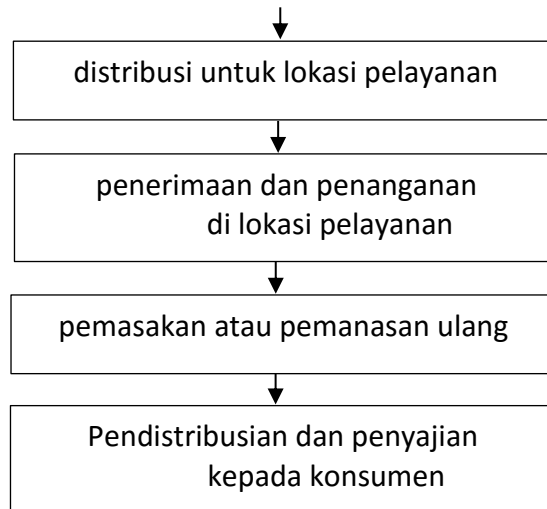 distribusi untuk lokasi pelayanan
penerimaan dan penanganan
di lokasi pelayanan
pemasakan atau pemanasan ulang
Pendistribusian dan penyajian
kepada konsumen